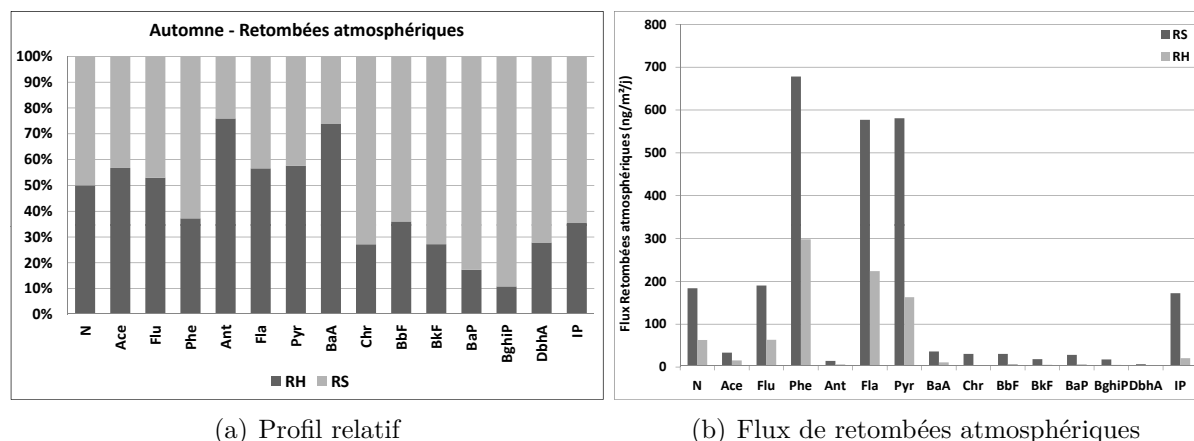 Automne - Retombées atmosphériques
100%
90%
80%
70%
60%
50%
40%
30%
20%
10%
0%
N Ace Flu Phe Ant Fla Pyr BaA Chr BbF BkF BaP BghiP DbhA IP
RH RS
(a) Profil relatif
Flux Retombées atmosphériques (ng/m²/j)
800
700
600
500
400
300
200
100
0
RS
RH
N Ace Flu Phe Ant Fla Pyr BaA Chr BbF BkF BaP BghiP DbhA IP
(b) Flux de retombées atmosphériques